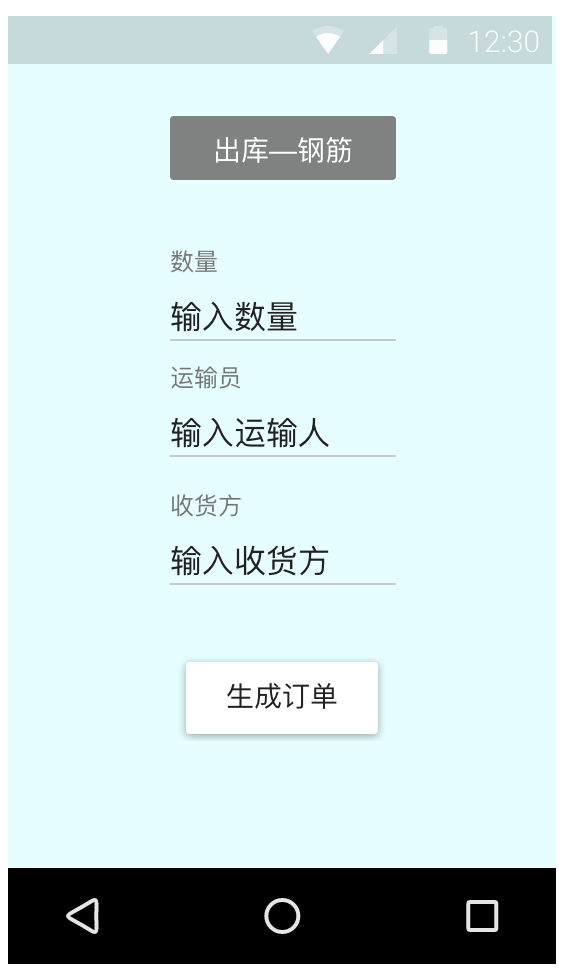 12:30
出库—钢筋
数量
输入数量
运输员
输入运输人
收货方
输入收货方
生成订单